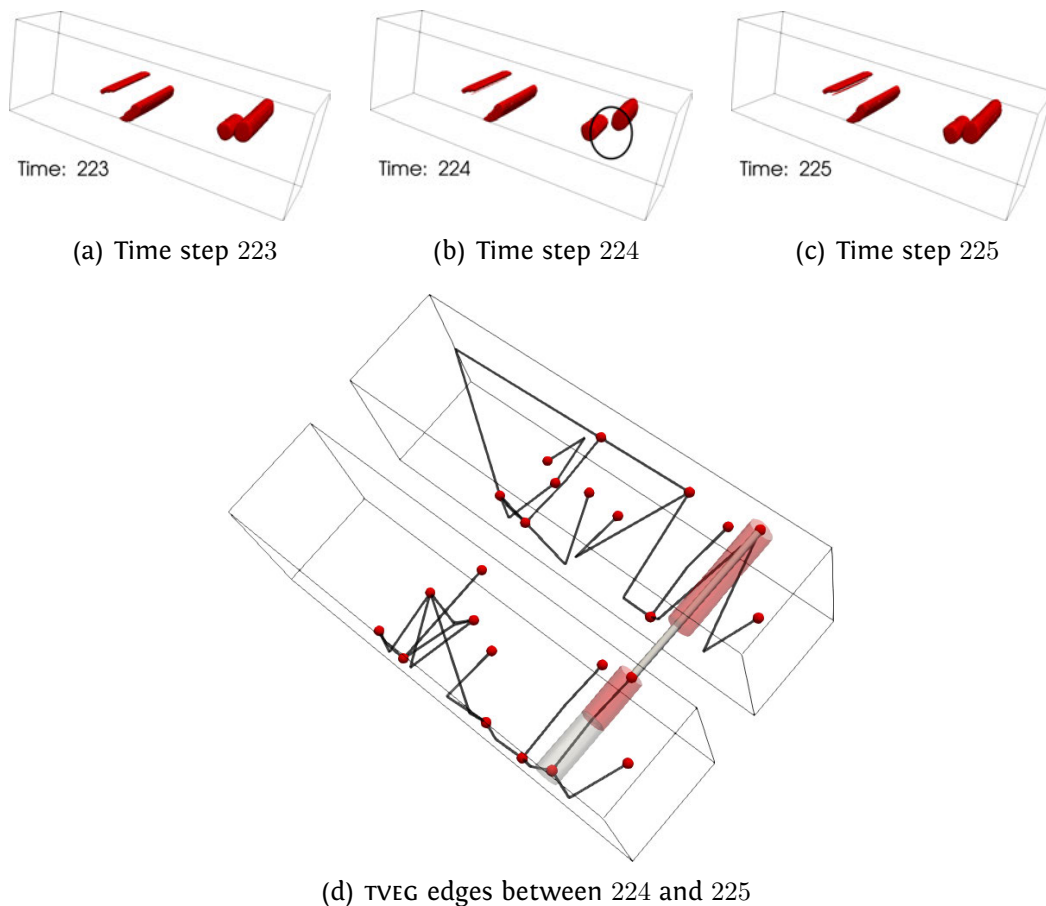 Time: 223
Time: 224
Time: 225
(a) Time step 223
(b) Time step 224
(c) Time step 225
(d) TVEG edges between 224 and 225